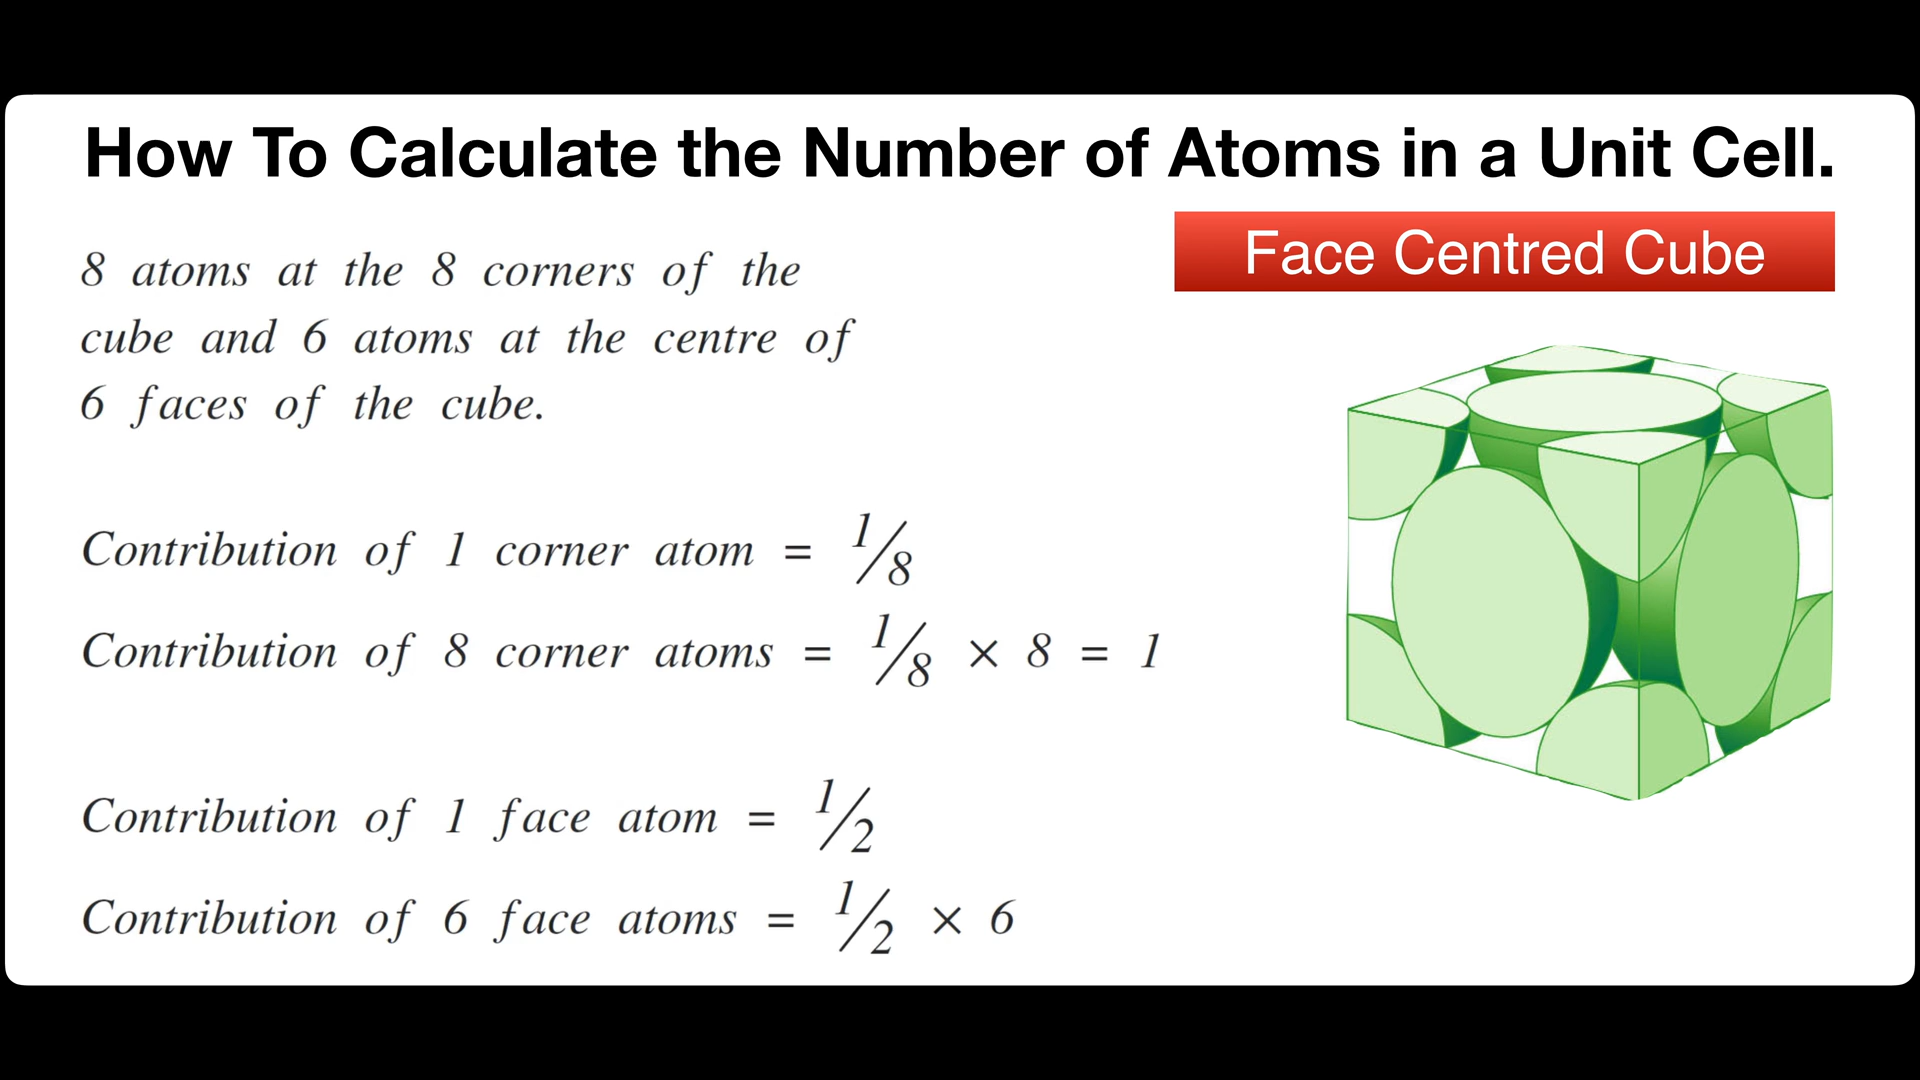 How To Calculate the Number of Atoms in a Unit Cell.
Face Centred Cube
8 atoms at the 8 corners of the
cube and 6 atoms at the centre of
6 faces of the cube.
Contribution of 1 corner atom = 1/8
Contribution of 8 corner atoms = 1/8 × 8 = 1
Contribution of 1 face atom = 1/2
Contribution of 6 face atoms = 1/2 × 6